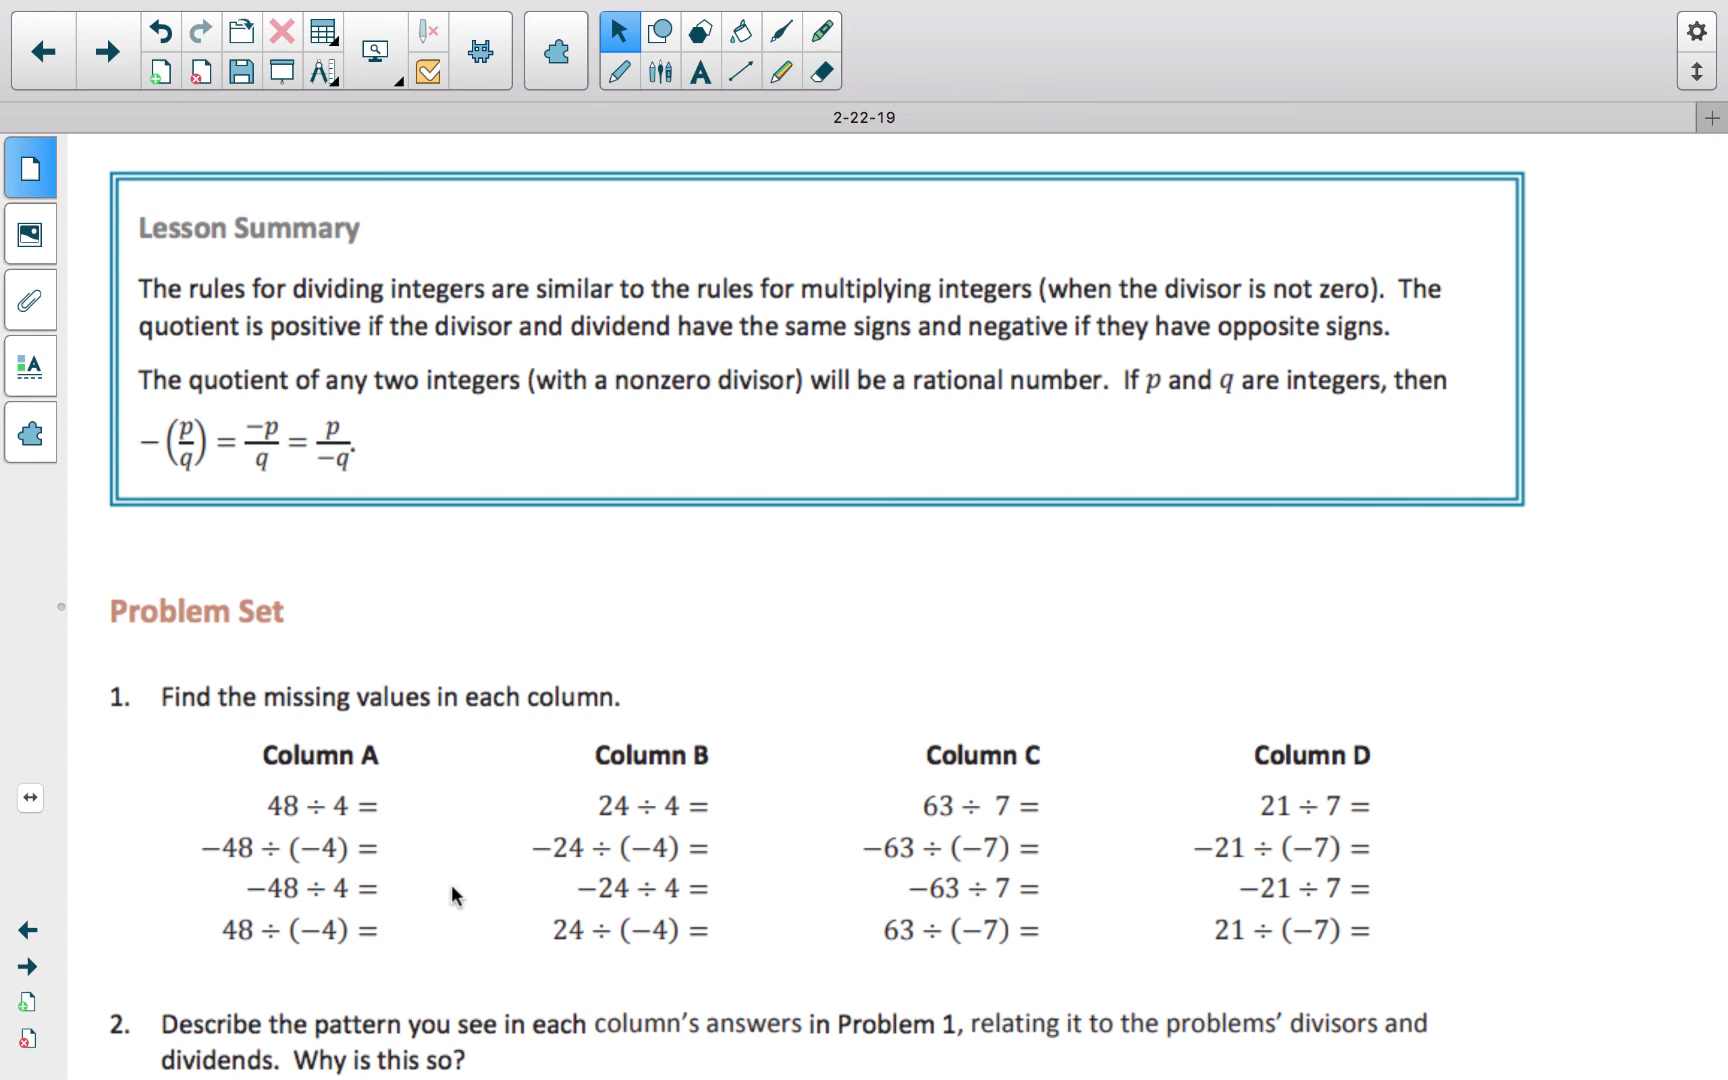 2-22-19
Lesson Summary
The rules for dividing integers are similar to the rules for multiplying integers (when the divisor is not zero).  The
quotient is positive if the divisor and dividend have the same signs and negative if they have opposite signs.
The quotient of any two integers (with a nonzero divisor) will be a rational number.  If p and q are integers, then
−(p/q) = −p/q = p/−q.
Problem Set
1. Find the missing values in each column.
Column A Column B Column C Column D
48 ÷ 4 = 24 ÷ 4 = 63 ÷ 7 = 21 ÷ 7 =
−48 ÷ (−4) = −24 ÷ (−4) = −63 ÷ (−7) = −21 ÷ (−7) =
−48 ÷ 4 = −24 ÷ 4 = −63 ÷ 7 = −21 ÷ 7 =
48 ÷ (−4) = 24 ÷ (−4) = 63 ÷ (−7) = 21 ÷ (−7) =
2. Describe the pattern you see in each column’s answers in Problem 1, relating it to the problems’ divisors and
dividends.  Why is this so?